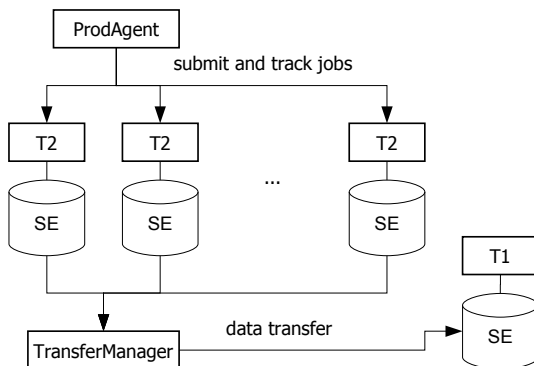 ProdAgent
submit and track jobs
T2
T2
T2
...
SE
SE
SE
T1
SE
data transfer
TransferManager